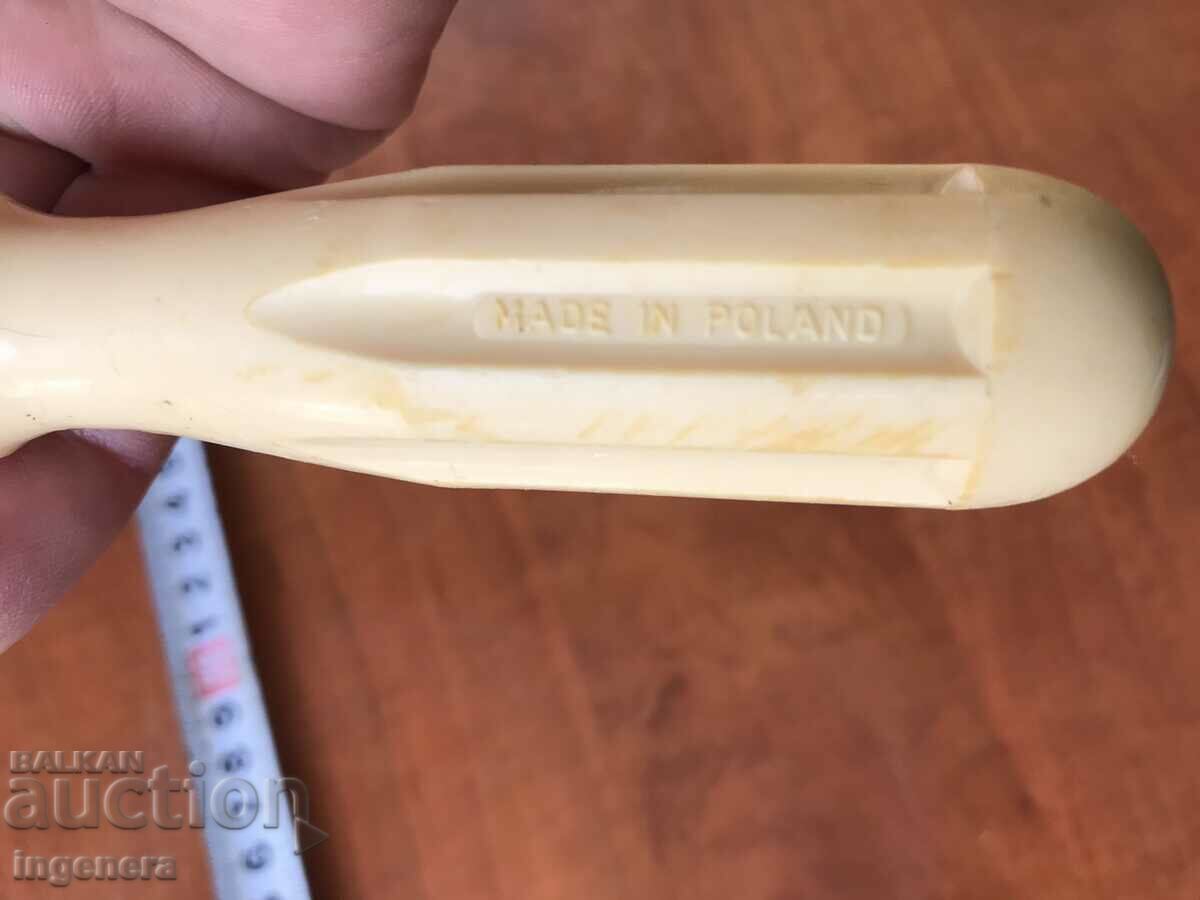 MADE IN POLAND
BALKAN
auction
ingenera